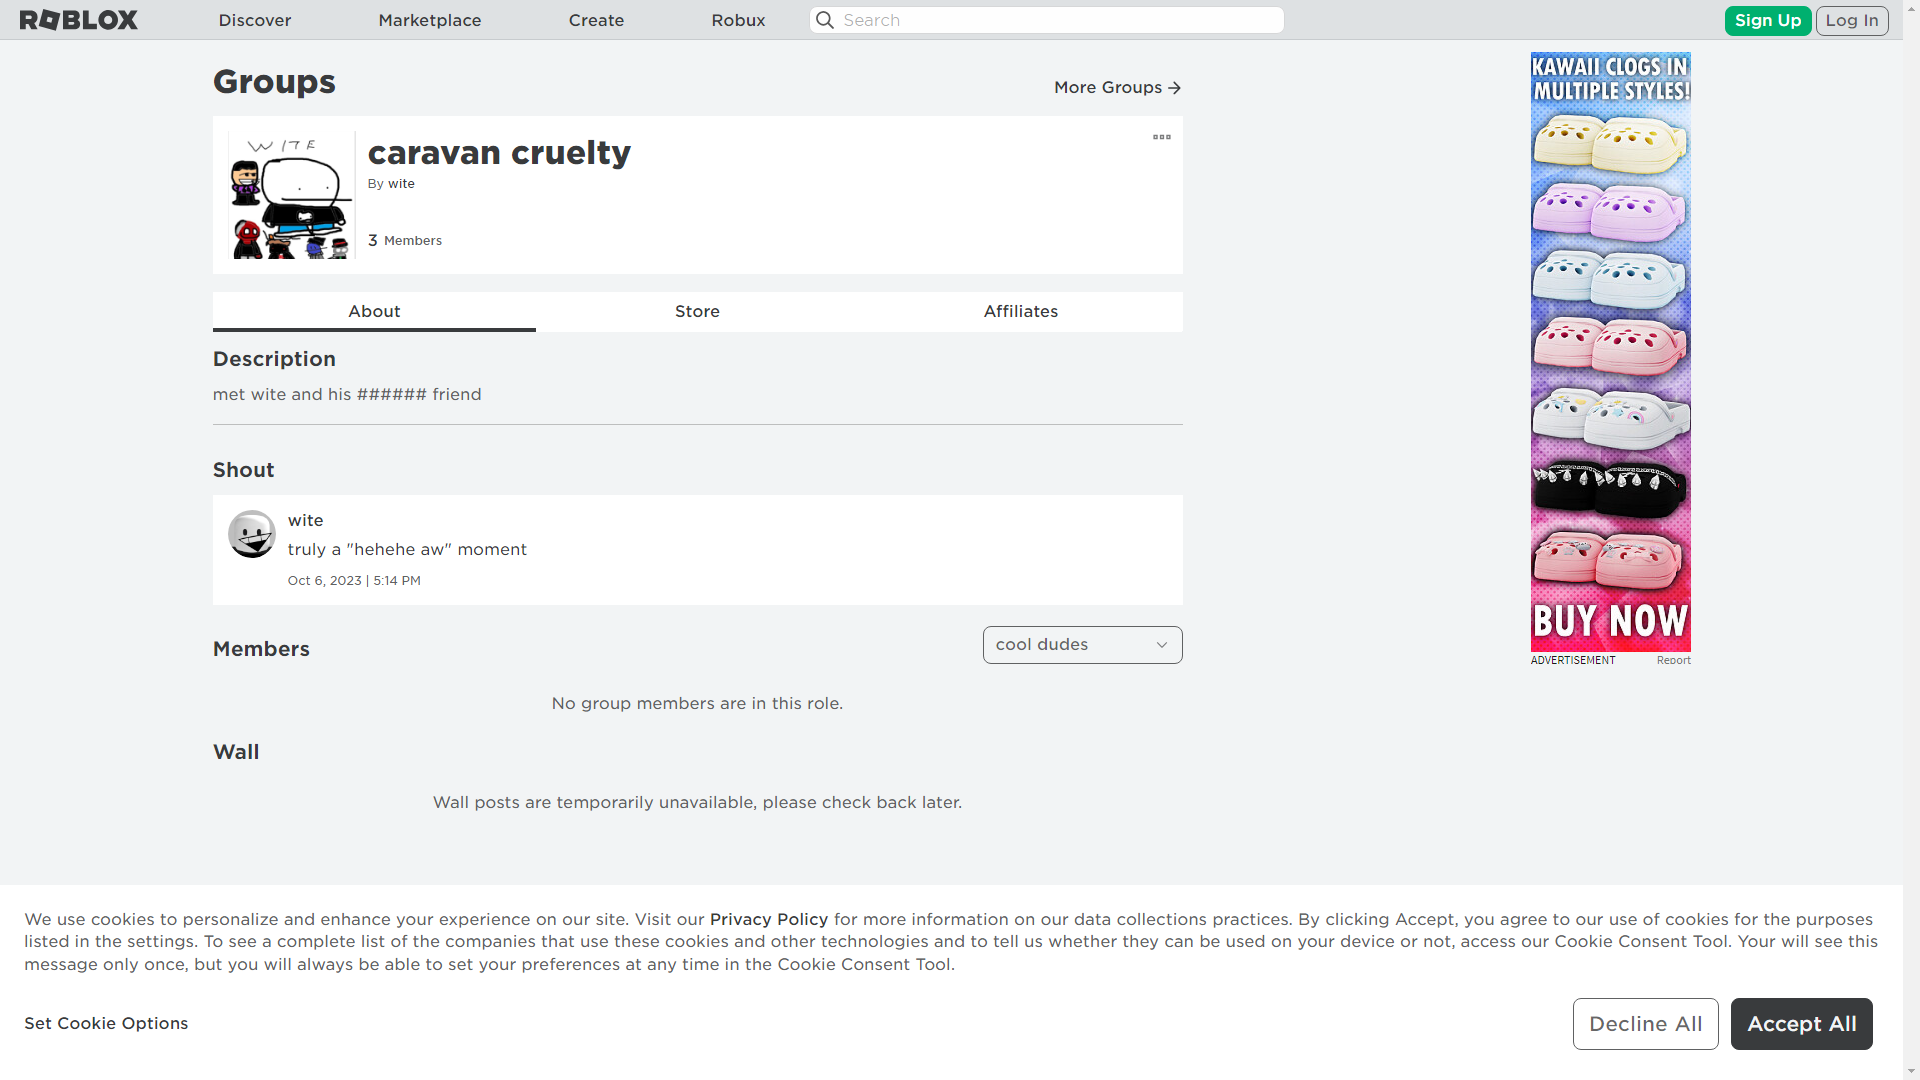 ROBLOX
Discover
Marketplace
Create
Robux
Search
Sign Up
Log In
Groups
More Groups
WITE
caravan cruelty
By wite
3 Members
About
Store
Affiliates
Description
met wite and his ###### friend
Shout
wite
truly a "hehehe aw" moment
Oct 6, 2023 | 5:14 PM
Members
cool dudes
No group members are in this role.
Wall
Wall posts are temporarily unavailable, please check back later.
KAWAII CLOGS IN
MULTIPLE STYLES!
BUY NOW
ADVERTISEMENT
Report
We use cookies to personalize and enhance your experience on our site. Visit our Privacy Policy for more information on our data collections practices. By clicking Accept, you agree to our use of cookies for the purposes
listed in the settings. To see a complete list of the companies that use these cookies and other technologies and to tell us whether they can be used on your device or not, access our Cookie Consent Tool. Your will see this
message only once, but you will always be able to set your preferences at any time in the Cookie Consent Tool.
Set Cookie Options
Decline All
Accept All